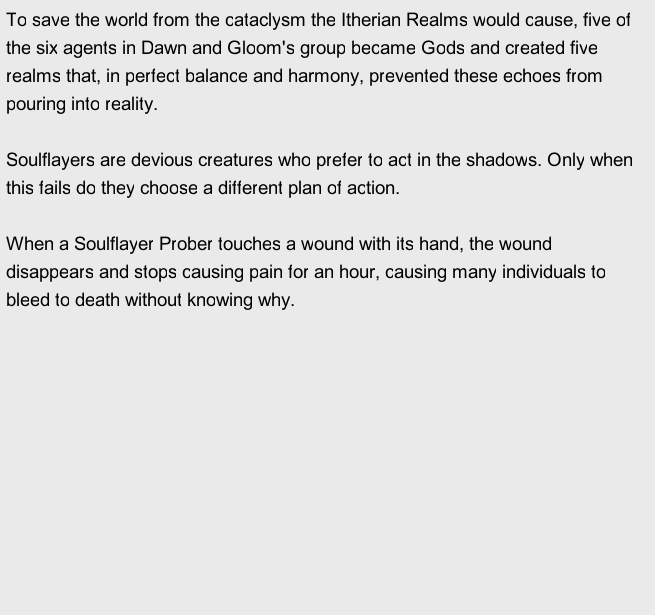 To save the world from the cataclysm the Itherian Realms would cause, five of
the six agents in Dawn and Gloom's group became Gods and created five
realms that, in perfect balance and harmony, prevented these echoes from
pouring into reality.
Soulflayers are devious creatures who prefer to act in the shadows. Only when
this fails do they choose a different plan of action.
When a Soulflayer Prober touches a wound with its hand, the wound
disappears and stops causing pain for an hour, causing many individuals to
bleed to death without knowing why.